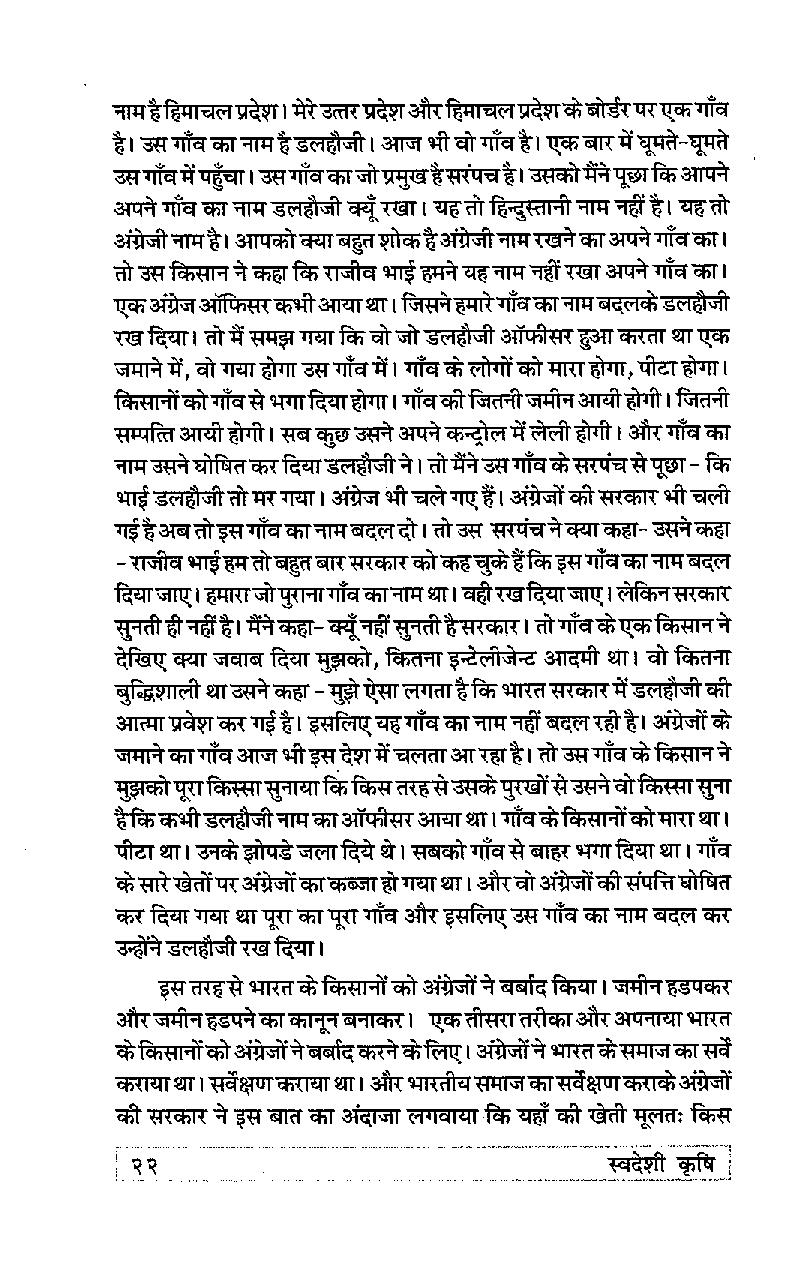 नाम है हिमाचल प्रदेश। मेरे उत्तर प्रदेश और हिमाचल प्रदेश के बोर्डर पर एक गाँव
है। उस गाँव का नाम है डलहौजी। आज भी वो गाँव है। एक बार में घूमते-घूमते
उस गाँव में पहुँचा। उस गाँव का जो प्रमुख है सरंपच है। उसको मैंने पूछा कि आपने
अपने गाँव का नाम डलहौजी क्यूँ रखा। यह तो हिन्दुस्तानी नाम नहीं है। यह तो
अंग्रेजी नाम है। आपको क्या बहुत शोक है अंग्रेजी नाम रखने का अपने गाँव का।
तो उस किसान ने कहा कि राजीव भाई हमने यह नाम नहीं रखा अपने गाँव का।
एक अंग्रेज ऑफिसर कभी आया था। जिसने हमारे गाँव का नाम बदलके डलहौजी
रख दिया। तो मैं समझ गया कि वो जो डलहौजी ऑफीसर हुआ करता था एक
जमाने में, वो गया होगा उस गाँव में। गाँव के लोगों को मारा होगा, पीटा होगा।
किसानों को गाँव से भगा दिया होगा। गाँव की जितनी जमीन आयी होगी। जितनी
सम्पत्ति आयी होगी। सब कुछ उसने अपने कन्ट्रोल में लेली होगी। और गाँव का
नाम उसने घोषित कर दिया डलहौजी ने। तो मैंने उस गाँव के सरपंच से पूछा - कि
भाई डलहौजी तो मर गया। अंग्रेज भी चले गए हैं। अंग्रेजों की सरकार भी चली
गई है अब तो इस गाँव का नाम बदल दो। तो उस सरपंच ने क्या कहा- उसने कहा
- राजीव भाई हम तो बहुत बार सरकार को कह चुके हैं कि इस गाँव का नाम बदल
दिया जाए। हमारा जो पुराना गाँव का नाम था। वही रख दिया जाए। लेकिन सरकार
सुनती ही नहीं है। मैंने कहा- क्यूँ नहीं सुनती है सरकार। तो गाँव के एक किसान ने
देखिए क्या जवाब दिया मुझको, कितना इन्टेलीजेन्ट आदमी था। वो कितना
बुद्धिशाली था उसने कहा - मुझे ऐसा लगता है कि भारत सरकार में डलहौजी की
आत्मा प्रवेश कर गई है। इसलिए यह गाँव का नाम नहीं बदल रही है। अंग्रेजों के
जमाने का गाँव आज भी इस देश में चलता आ रहा है। तो उस गाँव के किसान ने
मुझको पूरा किस्सा सुनाया कि किस तरह से उसके पुरखों से उसने वो किस्सा सुना
है कि कभी डलहौजी नाम का ऑफीसर आया था। गाँव के किसानों को मारा था।
पीटा था। उनके झोपडे जला दिये थे। सबको गाँव से बाहर भगा दिया था। गाँव
के सारे खेतों पर अंग्रेजों का कब्जा हो गया था। और वो अंग्रेजों की संपत्ति घोषित
कर दिया गया था पूरा का पूरा गाँव और इसलिए उस गाँव का नाम बदल कर
उन्होंने डलहौजी रख दिया।
इस तरह से भारत के किसानों को अंग्रेजों ने बर्बाद किया। जमीन हडपकर
और जमीन हडपने का कानून बनाकर। एक तीसरा तरीका और अपनाया भारत
के किसानों को अंग्रेजों ने बर्बाद करने के लिए। अंग्रेजों ने भारत के समाज का सर्वे
कराया था। सर्वेक्षण कराया था। और भारतीय समाज का सर्वेक्षण कराके अंग्रेजों
की सरकार ने इस बात का अंदाजा लगवाया कि यहाँ की खेती मूलतः किस
२२ स्वदेशी कृषि